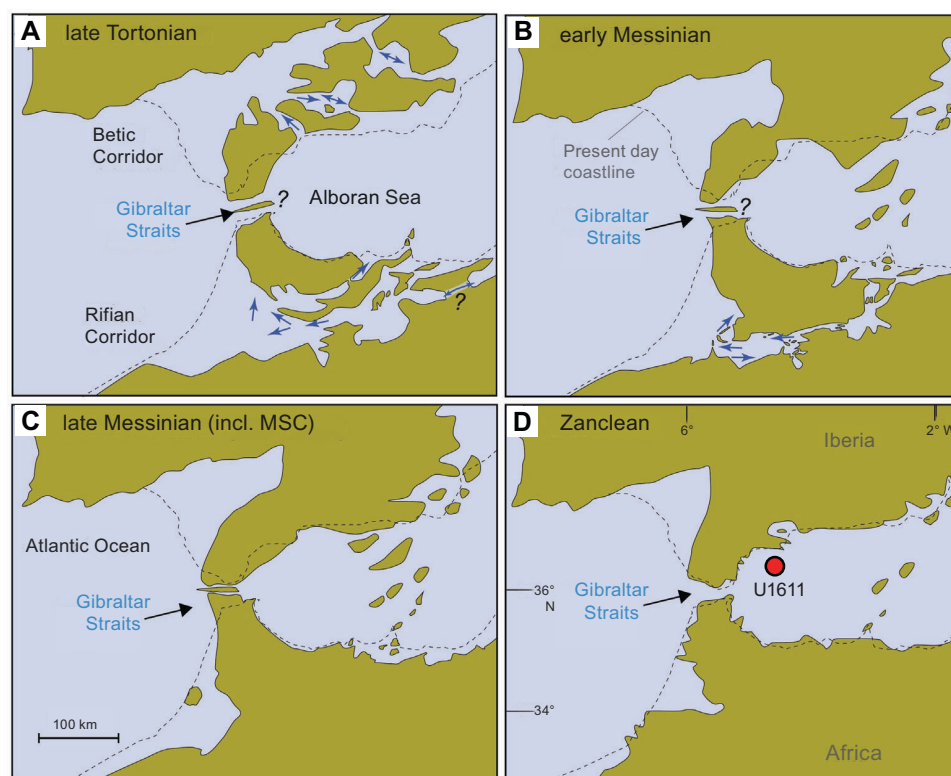 A
late Tortonian
Betic
Corridor
Gibraltar
Straits
?
Alboran Sea
Rifian
Corridor
?
B
early Messinian
Present day
coastline
Gibraltar
Straits
?
C
late Messinian (incl. MSC)
Atlantic Ocean
Gibraltar
Straits
100 km
D
Zanclean
6°
2° W
Iberia
U1611
Gibraltar
Straits
36°
N
34°
Africa